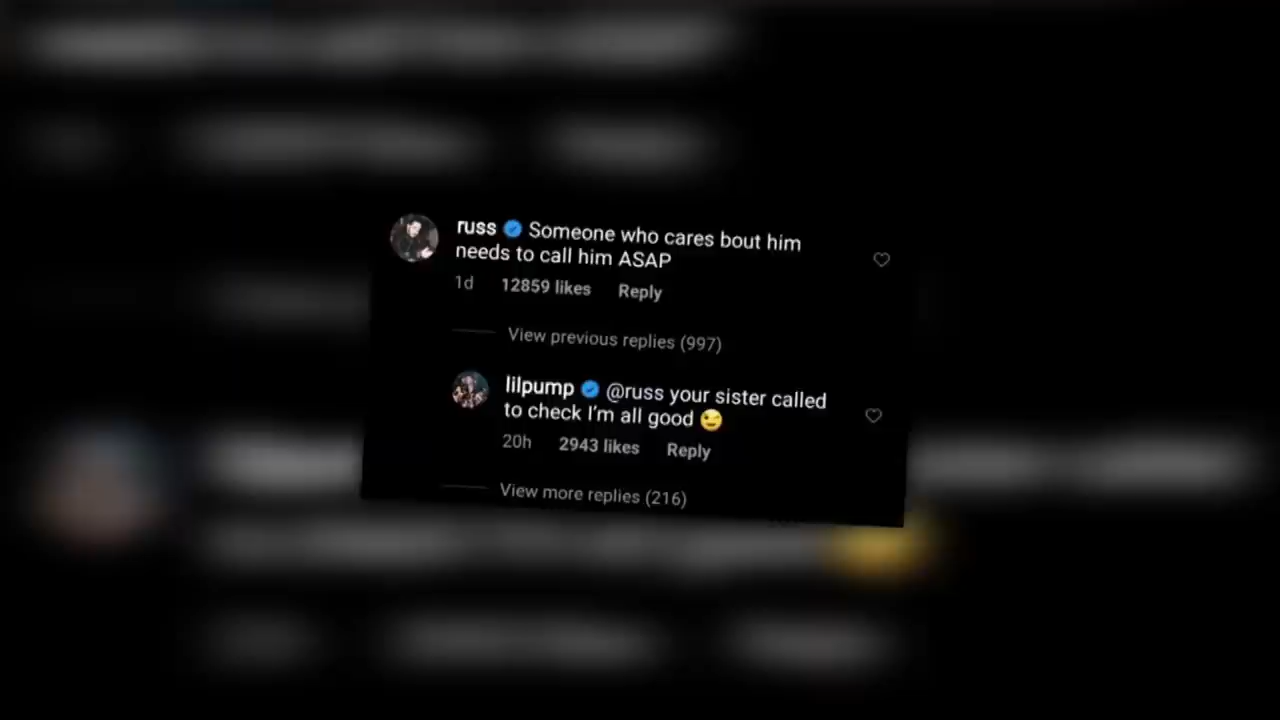 russ Someone who cares bout him
needs to call him ASAP
1d 12859 likes Reply
View previous replies (997)
lilpump @russ your sister called
to check I'm all good 😉
20h 2943 likes Reply
View more replies (216)